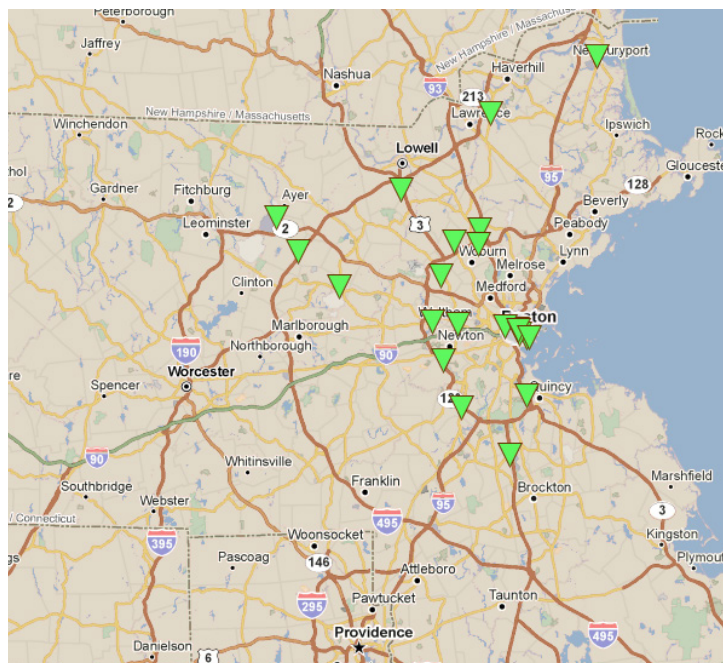 Peterborough
New Hampshire / Massachusetts
Jaffrey
Haverhill
Nashua
93
213
New Hampshire / Massachusetts
Lawrence
Winchendon
Ipswich
Lowell
95
128
Gloucester
2
Gardner
Fitchburg
Ayer
Beverly
3
2
Leominster
Peabody
Woburn
Lynn
Melrose
Clinton
Medford
Marlborough
Newton
Northborough
90
190
Worcester
Spencer
Quincy
90
Whitinsville
Franklin
Marshfield
Southbridge
Webster
95
Brockton
3
/ Connecticut
495
395
Woonsocket
Kingston
Pascoag
146
Plymou
Attleboro
295
Pawtucket
Taunton
Providence
495
Danielson
6